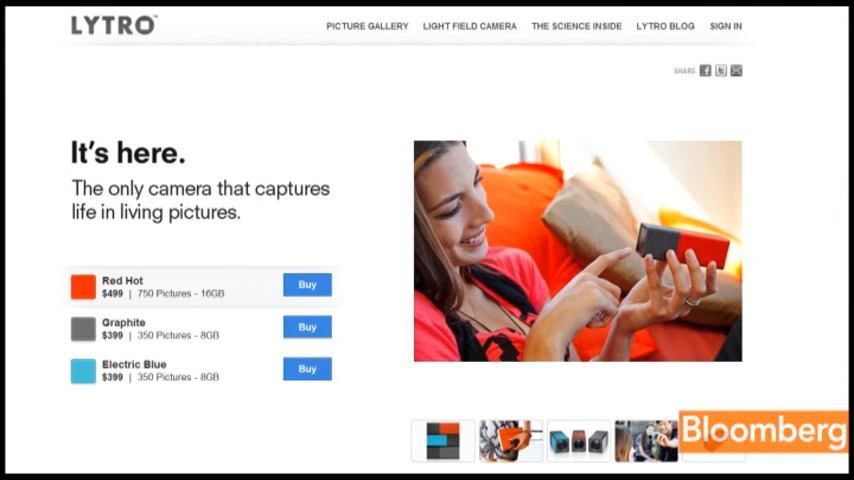 LYTRO™
PICTURE GALLERY LIGHT FIELD CAMERA THE SCIENCE INSIDE LYTRO BLOG SIGN IN
SHARE
It's here.
The only camera that captures
life in living pictures.
Red Hot
$499 | 750 Pictures - 16GB
Buy
Graphite
$399 | 350 Pictures - 8GB
Buy
Electric Blue
$399 | 350 Pictures - 8GB
Buy
Bloomberg